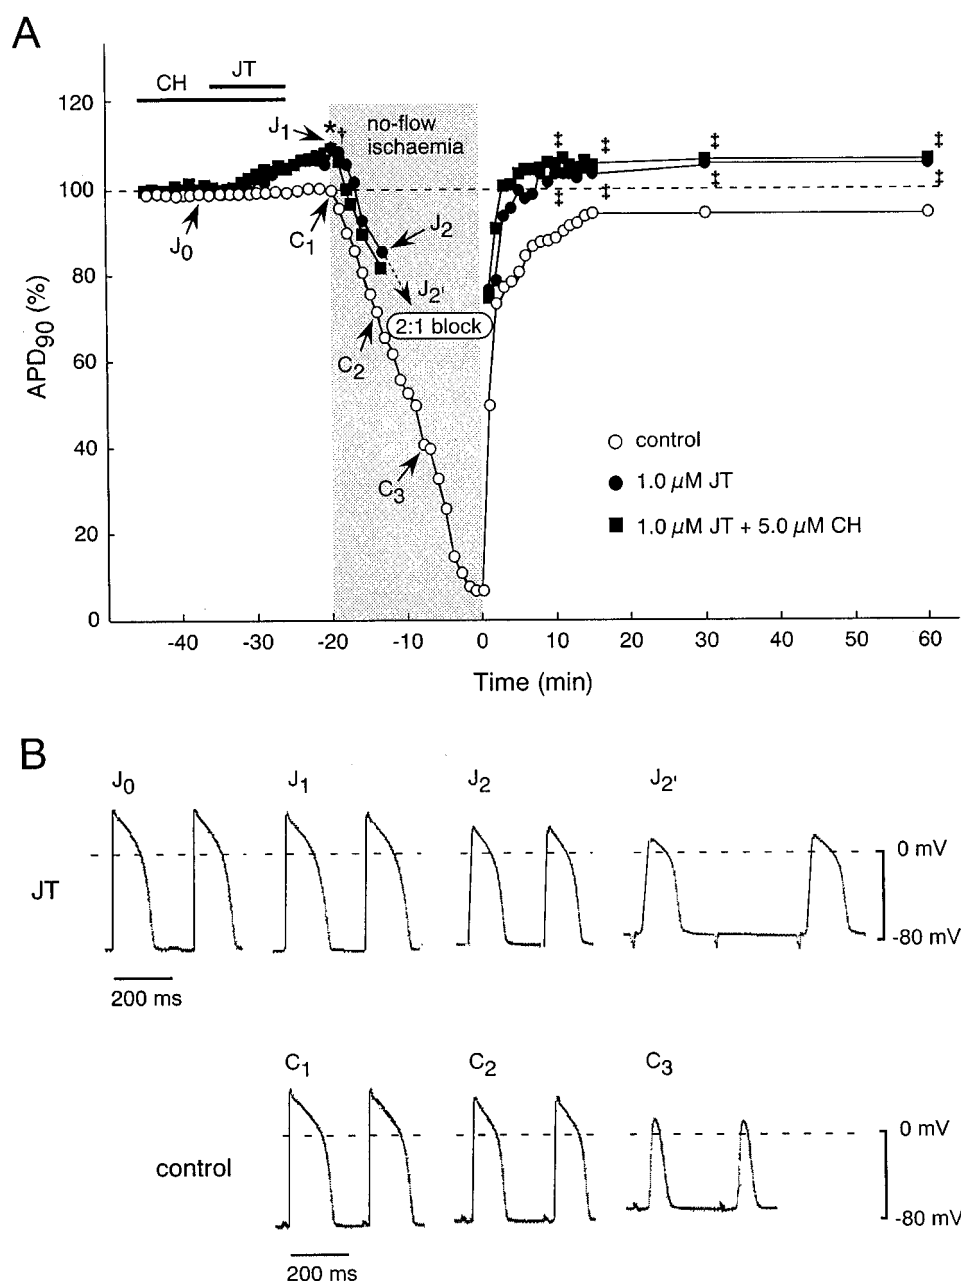 A
CH
JT
120
100
80
60
40
20
0
APD90 (%)
J1
*
†
no-flow
ischaemia
‡ ‡ ‡ ‡
‡ ‡ ‡ ‡
J0
C1
J2
J2'
2:1 block
C2
C3
control
1.0 µM JT
1.0 µM JT + 5.0 µM CH
-40 -30 -20 -10 0 10 20 30 40 50 60
Time (min)
B
J0 J1 J2 J2'
JT
0 mV
-80 mV
200 ms
C1 C2 C3
control
0 mV
-80 mV
200 ms